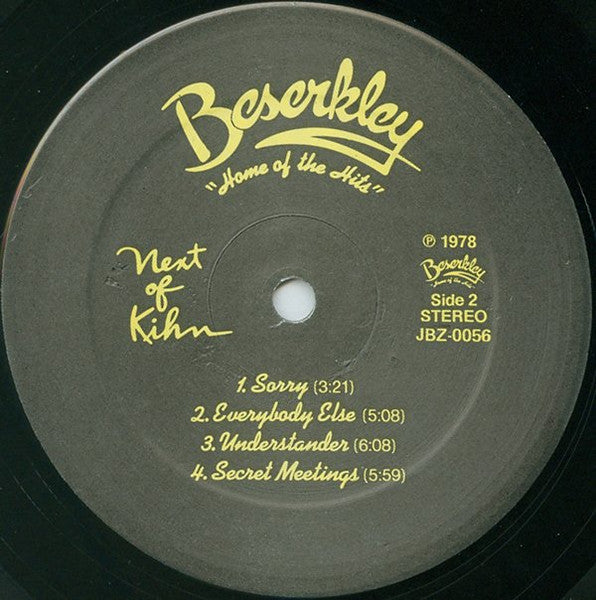 Beserkley
"Home of the Hits"
Next
of
Kihn
℗ 1978
Beserkley
"Home of the Hits"
Side 2
STEREO
JBZ-0056
1. Sorry (3:21)
2. Everybody Else (5:08)
3. Understander (6:08)
4. Secret Meetings (5:59)